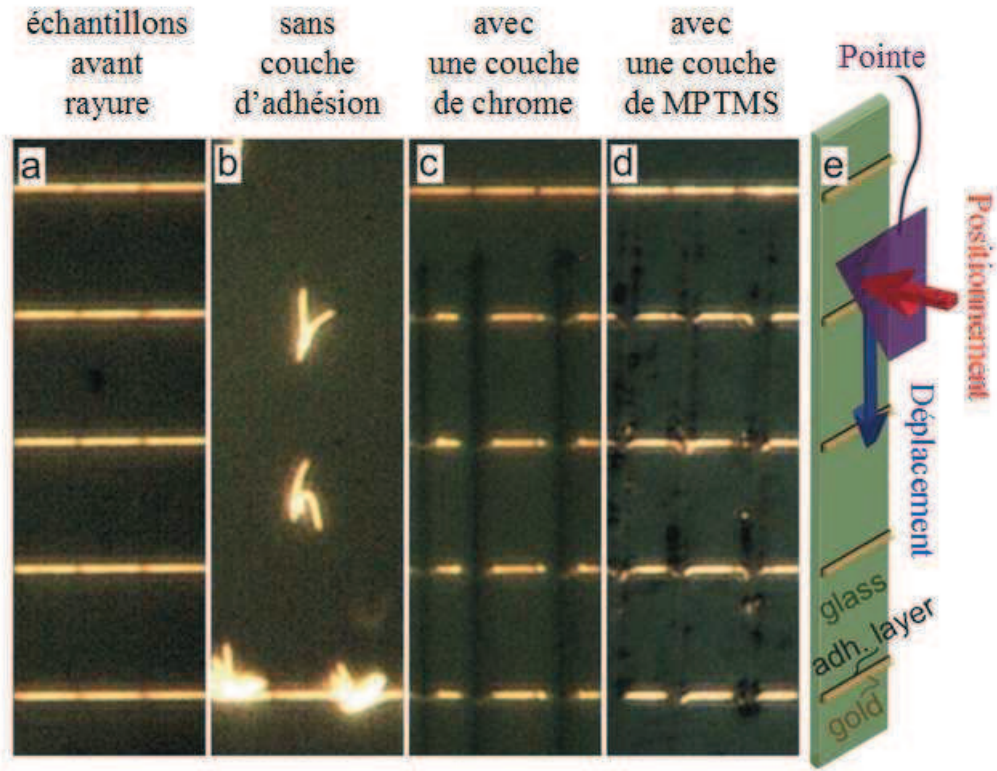 échantillons
avant
rayure
sans
couche
d'adhésion
avec
une couche
de chrome
avec
une couche
de MPTMS
Pointe
a
b
c
d
e
Positionnement
Déplacement
glass
adh. layer
gold